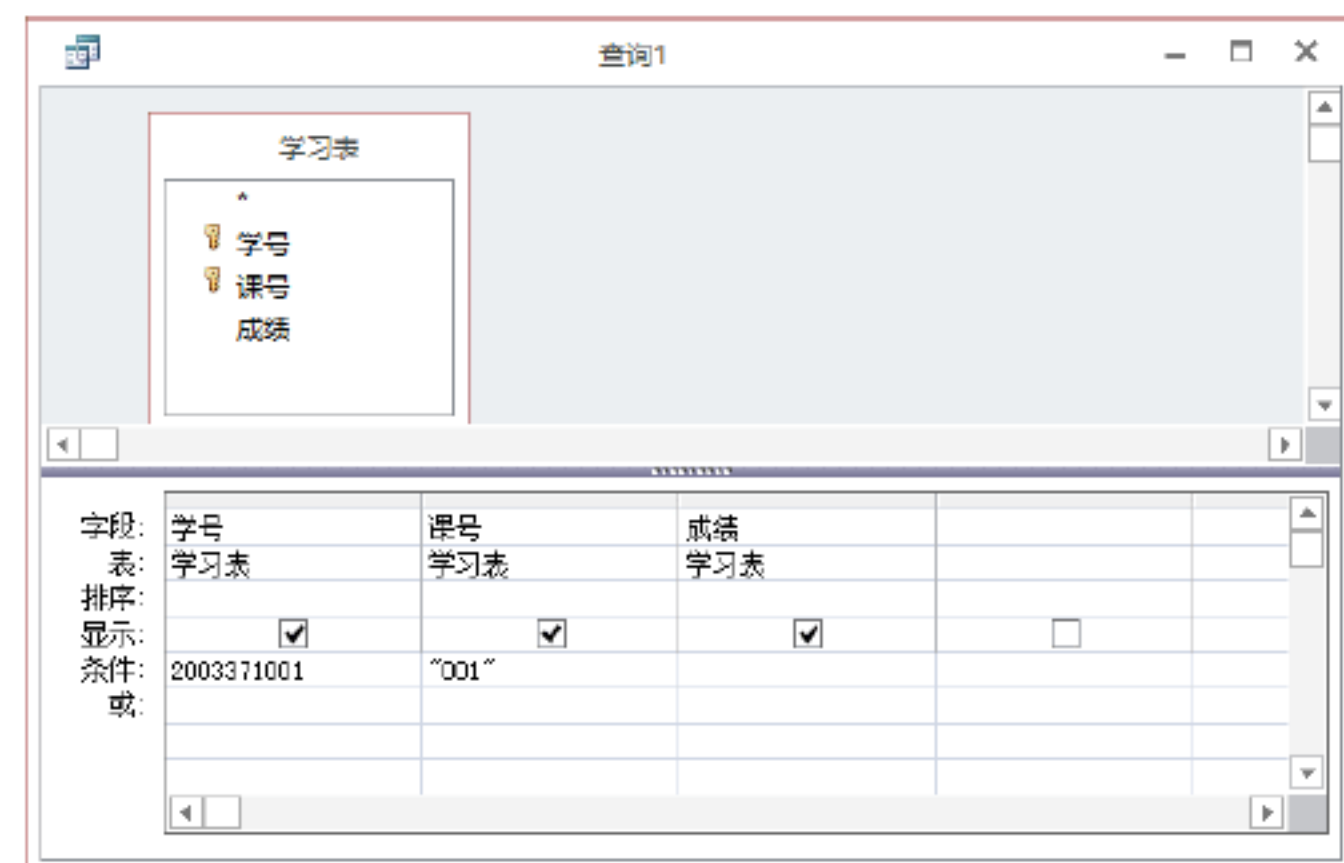 查询1
学习表
*
学号
课号
成绩
字段: 学号 课号 成绩
表: 学习表 学习表 学习表
排序:
显示:
条件: 2003371001 "001"
或: